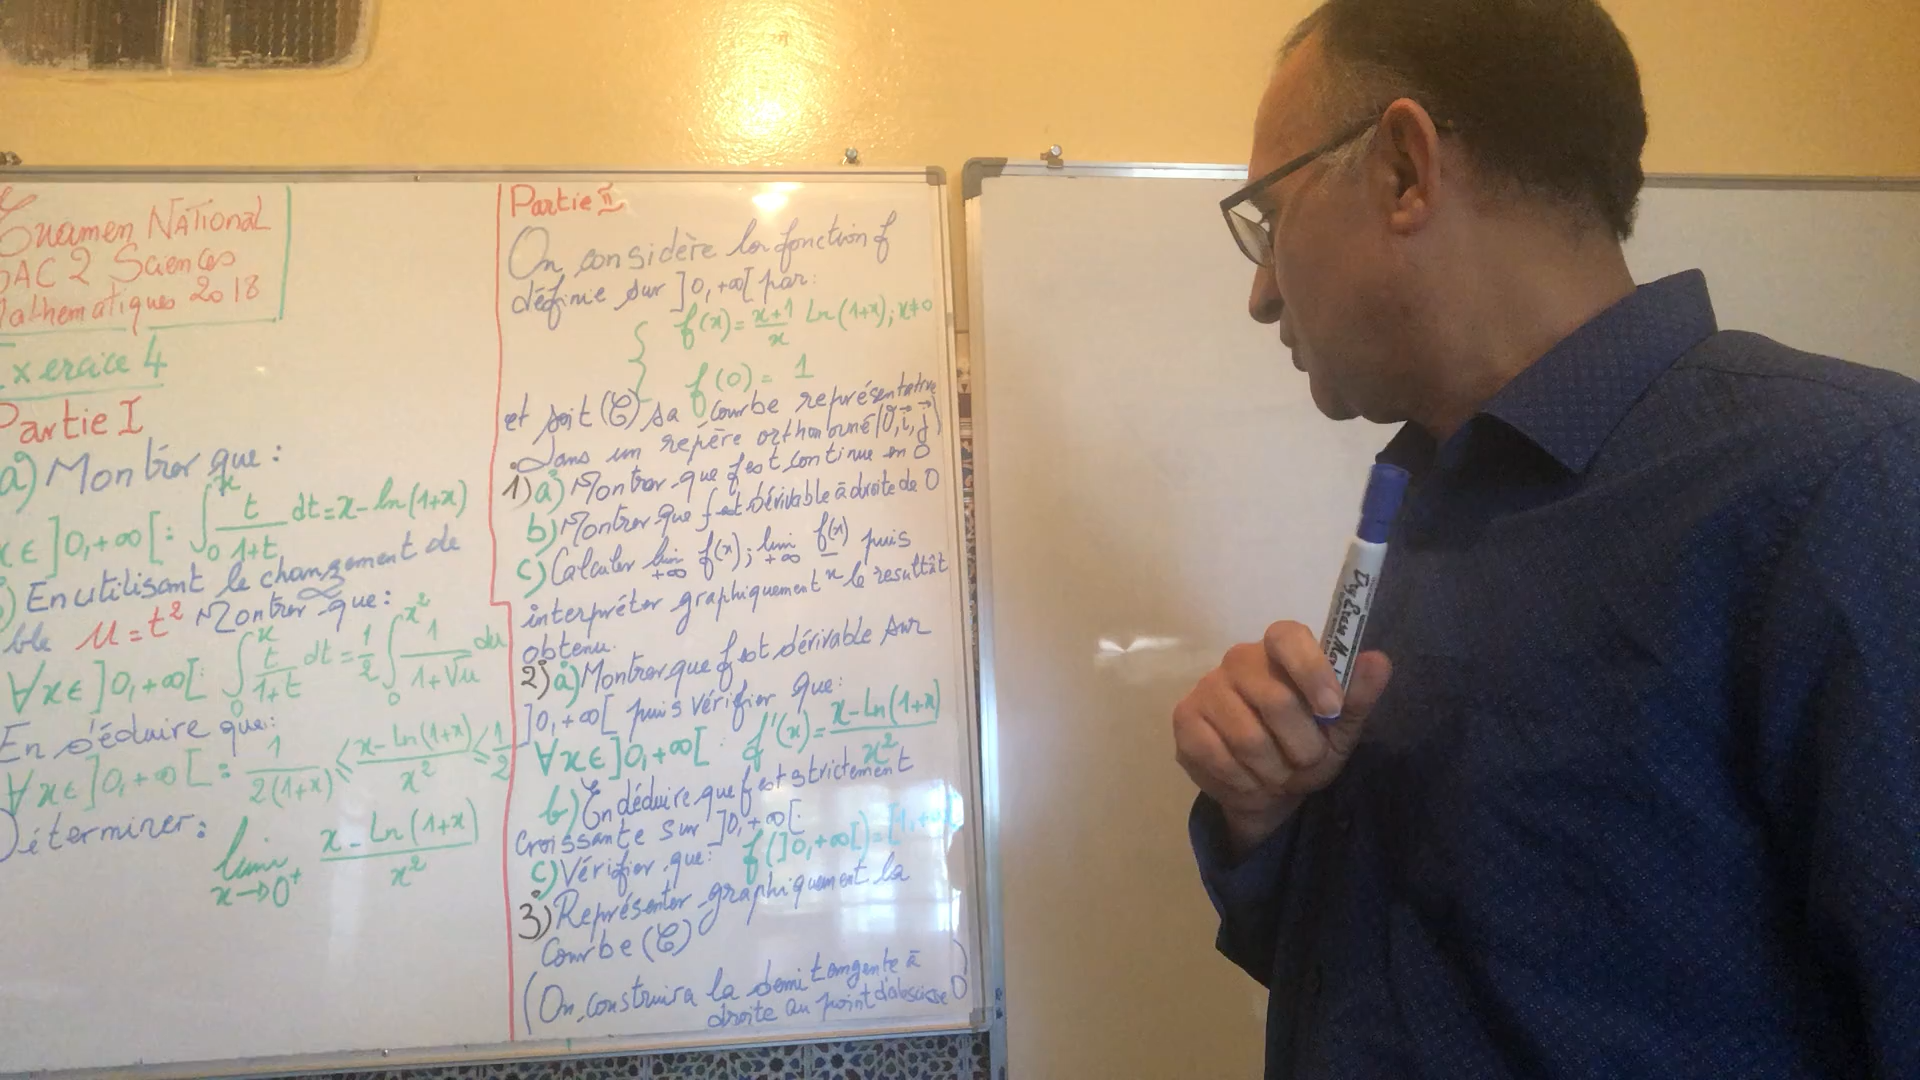 Examen National
BAC 2 Sciences
Mathematiques 2018
Exercice 4
Partie I
a) Montrer que:
x ∈ ]0,+∞[ : ∫₀ˣ t/(1+t) dt = x - ln(1+x)
b) En utilisant le changement de
ble u = t² Montrer que:
∀x ∈ ]0,+∞[ : ∫₀ˣ t/(1+t) dt = 1/2 ∫₀^(x²) 1/(1+√u) du
En déduire que:
∀x ∈ ]0,+∞[ : 1/(2(1+x)) ≤ (x - ln(1+x))/x² ≤ 1/2
Déterminer:
lim x→0⁺ (x - Ln(1+x))/x²
Partie II
On considère la fonction f
définie sur ]0,+∞[ par:
{ f(x) = (x+1)/x Ln(1+x); x≠0
f(0) = 1
et soit (C) sa courbe représentative
dans un repère orthonormé (O, i⃗, j⃗)
1) a) Montrer que f est continue en 0
b) Montrer que f est dérivable à droite de 0
c) Calculer lim +∞ f(x); lim +∞ f(x)/x puis
interpréter graphiquement le resultât
obtenu.
2) a) Montrer que f est dérivable sur
]0,+∞[ puis vérifier que:
∀x ∈ ]0,+∞[ : f'(x) = (x - Ln(1+x))/x²
b) En déduire que f est strictement
croissante sur ]0,+∞[.
c) Vérifier que: f(]0,+∞[) = [1,+∞[
3) Représenter graphiquement la
Courbe (C)
(On construira la demi tangente à
droite au point d'abscisse 0)
Dry Eras Ma